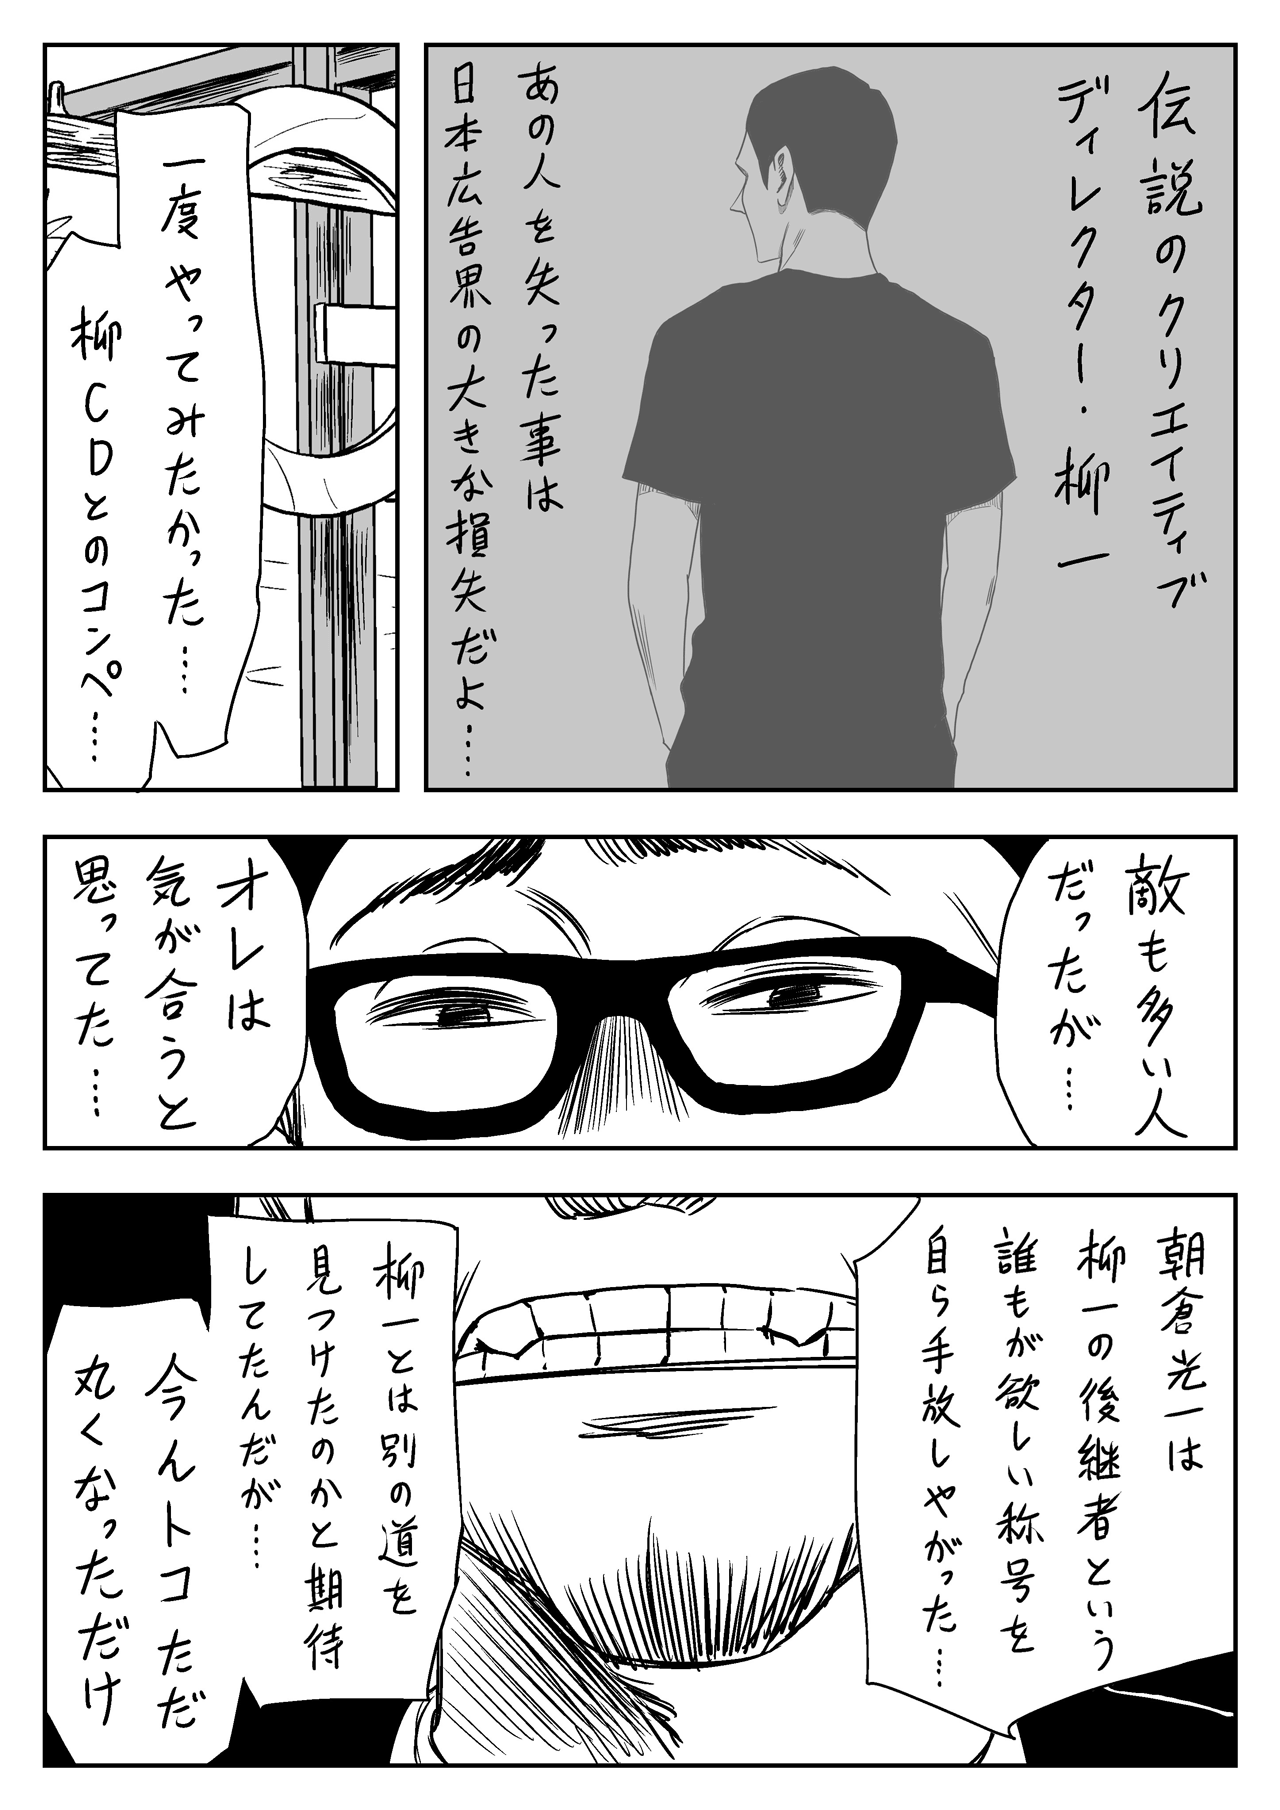 伝説のクリエイティブ
ディレクター・柳一
あの人を失った事は
日本広告界の大きな損失だよ……
一度やってみたかった……
柳CDとのコンペ……
敵も多い人
だったが……
オレは
気が合うと
思ってた……
朝倉光一は
柳一の後継者という
誰もが欲しい称号を
自ら手放しやがった…
柳一とは別の道を
見つけたのかと期待
してたんだが……
今んトコただ
丸くなっただけ